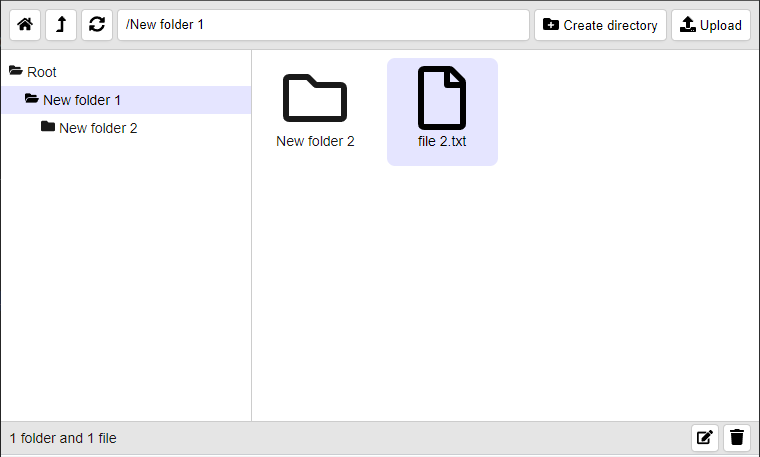 /New folder 1
Create directory
Upload
Root
New folder 1
New folder 2
New folder 2
file 2.txt
1 folder and 1 file